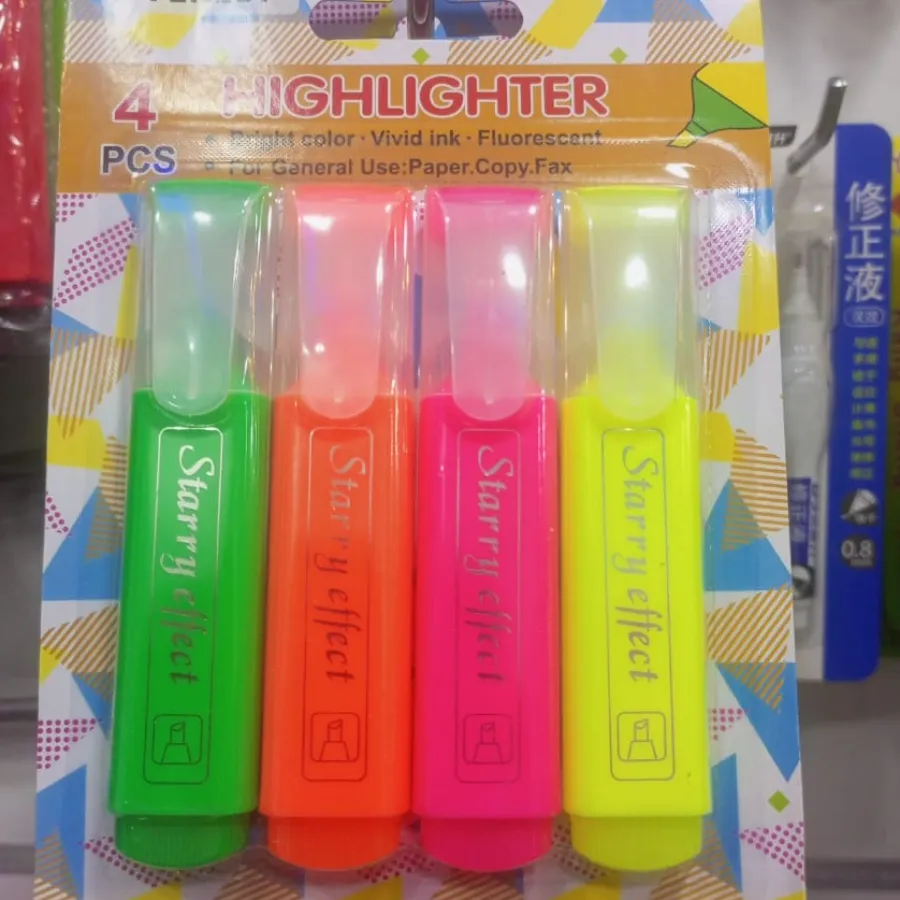 4
PCS
HIGHLIGHTER
Bright color · Vivid ink · Fluorescent
For General Use:Paper.Copy.Fax
Starry effect
Starry effect
Starry effect
Starry effect
修正液
0.8